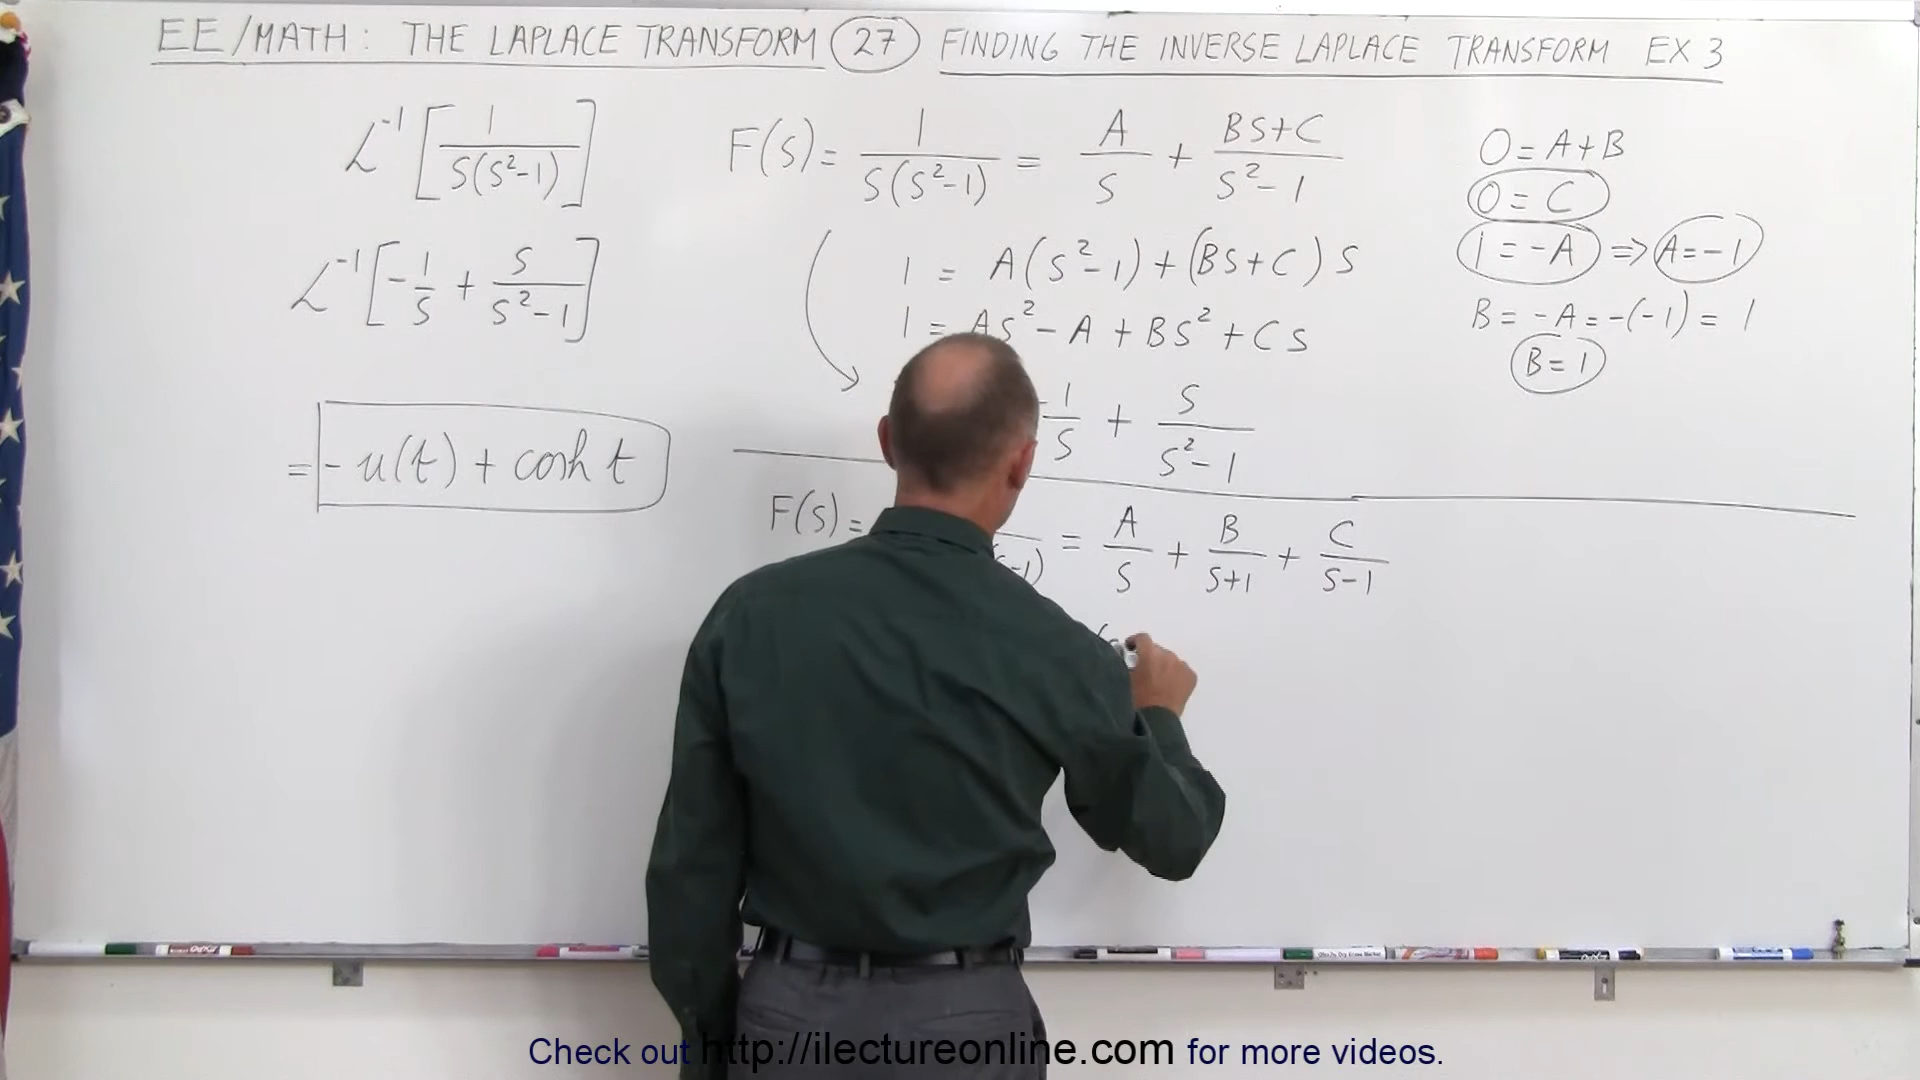 EE/MATH: THE LAPLACE TRANSFORM 27 FINDING THE INVERSE LAPLACE TRANSFORM EX 3
ℒ⁻¹[1/(S(S²-1))]
ℒ⁻¹[-1/S + S/(S²-1)]
= -u(t) + cosh t
F(S) = 1/(S(S²-1)) = A/S + (BS+C)/(S²-1)
1 = A(S²-1) + (BS+C)S
1 = AS² - A + BS² + CS
-1/S + S/(S²-1)
F(S) = = A/S + B/(S+1) + C/(S-1)
0 = A+B
0 = C
1 = -A => A = -1
B = -A = -(-1) = 1
B = 1
Check out http://ilectureonline.com for more videos.